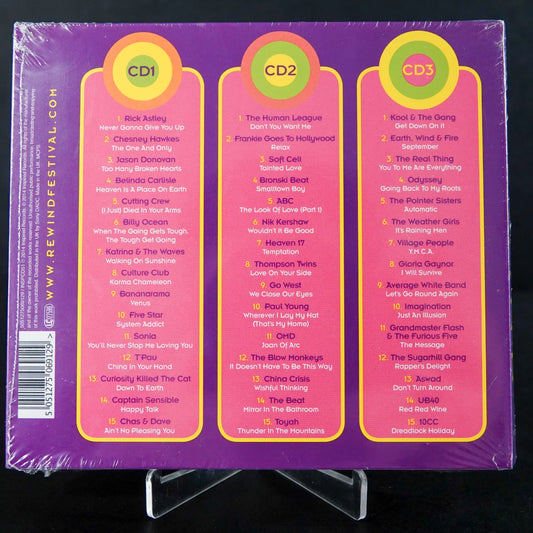 CD1
1 Rick Astley
Never Gonna Give You Up
2 Chesney Hawkes
The One and Only
3 Jason Donovan
Too Many Broken Hearts
4 Belinda Carlisle
Heaven Is A Place On Earth
5 Cutting Crew
(I Just) Died In Your Arms
6 Billy Ocean
When The Going Gets Tough,
The Tough Get Going
7 Katrina & The Waves
Walking On Sunshine
8 Culture Club
Karma Chameleon
9 Bananarama
Venus
10 Five Star
System Addict
11 Sonia
You'll Never Stop Me Loving You
12 T'Pau
China In Your Hand
13 Curiosity Killed The Cat
Down To Earth
14 Captain Sensible
Happy Talk
15 Chas & Dave
Ain't No Pleasing You
CD2
1 The Human League
Don't You Want Me
2 Frankie Goes To Hollywood
Relax
3 Soft Cell
Tainted Love
4 Bronski Beat
Smalltown Boy
5 ABC
The Look Of Love (Part 1)
6 Nik Kershaw
Wouldn't It Be Good
7 Heaven 17
Temptation
8 Thompson Twins
Love On Your Side
9 Go West
We Close Our Eyes
10 Paul Young
Wherever I Lay My Hat
(That's My Home)
11 OMD
Joan Of Arc
12 The Blow Monkeys
It Doesn't Have To Be This Way
13 China Crisis
Wishful Thinking
14 The Beat
Mirror In The Bathroom
15 Toyah
Thunder In The Mountains
CD3
1 Kool & The Gang
Get Down On It
2 Earth, Wind & Fire
September
3 The Real Thing
You To Me Are Everything
4 Odyssey
Going Back To My Roots
5 The Pointer Sisters
Automatic
6 The Weather Girls
It's Raining Men
7 Village People
Y.M.C.A.
8 Gloria Gaynor
I Will Survive
9 Average White Band
Let's Go Round Again
10 Imagination
Just An Illusion
11 Grandmaster Flash
& The Furious Five
The Message
12 The Sugarhill Gang
Rapper's Delight
13 Aswad
Don't Turn Around
14 UB40
Red Red Wine
15 10CC
Dreadlock Holiday
WWW.REWINDFESTIVAL.COM
5 051275 069129 >